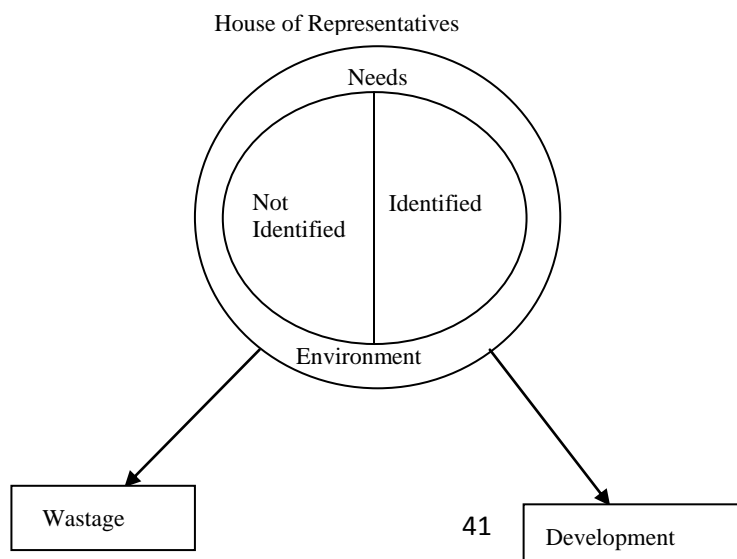 House of Representatives
Needs
Not
Identified
Identified
Environment
Wastage
41
Development